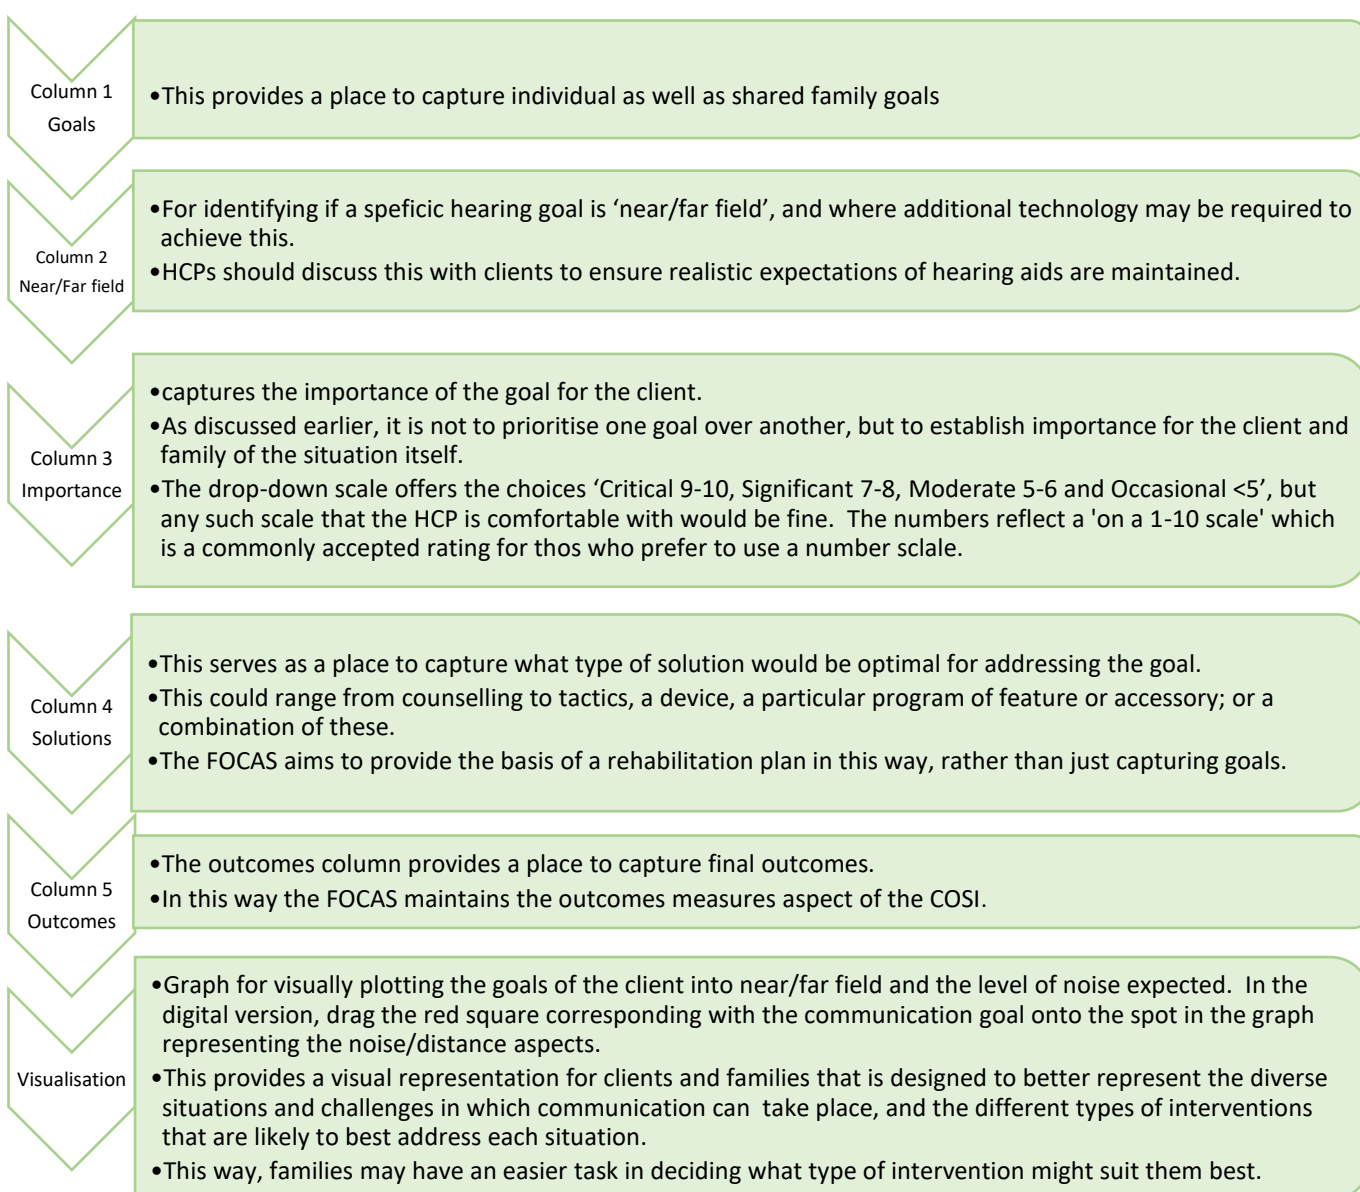 Column 1
Goals
•This provides a place to capture individual as well as shared family goals
Column 2
Near/Far field
•For identifying if a speficic hearing goal is ‘near/far field’, and where additional technology may be required to
achieve this.
•HCPs should discuss this with clients to ensure realistic expectations of hearing aids are maintained.
Column 3
Importance
•captures the importance of the goal for the client.
•As discussed earlier, it is not to prioritise one goal over another, but to establish importance for the client and
family of the situation itself.
•The drop-down scale offers the choices ‘Critical 9-10, Significant 7-8, Moderate 5-6 and Occasional <5’, but
any such scale that the HCP is comfortable with would be fine.  The numbers reflect a 'on a 1-10 scale' which
is a commonly accepted rating for thos who prefer to use a number sclale.
Column 4
Solutions
•This serves as a place to capture what type of solution would be optimal for addressing the goal.
•This could range from counselling to tactics, a device, a particular program of feature or accessory; or a
combination of these.
•The FOCAS aims to provide the basis of a rehabilitation plan in this way, rather than just capturing goals.
Column 5
Outcomes
•The outcomes column provides a place to capture final outcomes.
•In this way the FOCAS maintains the outcomes measures aspect of the COSI.
Visualisation
•Graph for visually plotting the goals of the client into near/far field and the level of noise expected.  In the
digital version, drag the red square corresponding with the communication goal onto the spot in the graph
representing the noise/distance aspects.
•This provides a visual representation for clients and families that is designed to better represent the diverse
situations and challenges in which communication can  take place, and the different types of interventions
that are likely to best address each situation.
•This way, families may have an easier task in deciding what type of intervention might suit them best.